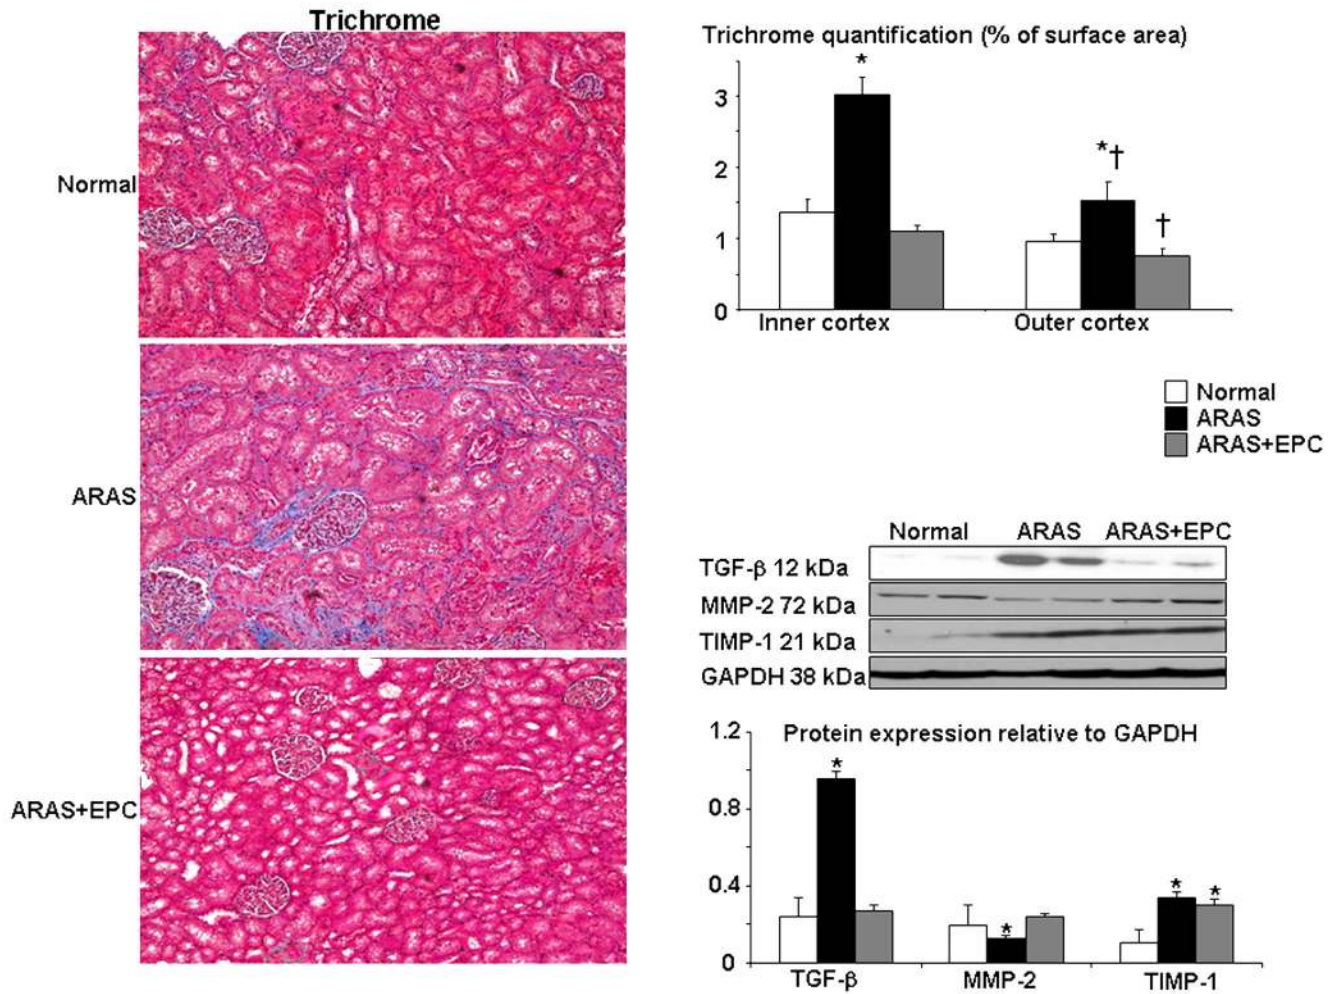 Trichrome
Normal
ARAS
ARAS+EPC
Trichrome quantification (% of surface area)
3
2
1
0
*
*†
†
Inner cortex
Outer cortex
Normal
ARAS
ARAS+EPC
Normal ARAS ARAS+EPC
TGF-β 12 kDa
MMP-2 72 kDa
TIMP-1 21 kDa
GAPDH 38 kDa
Protein expression relative to GAPDH
1.2
0.8
0.4
0
*
*
*
*
TGF-β
MMP-2
TIMP-1